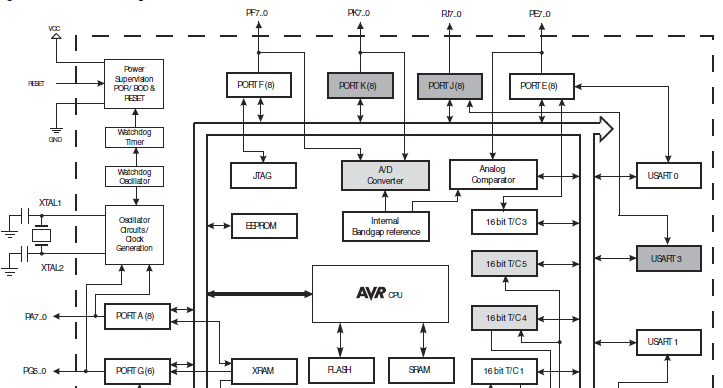 PF7..0 PK7..0 PJ7..0 PE7..0
VCC
RESET
GND
Power
Supervision
POR/ BOD &
RESET
PORT F (8) PORT K (8) PORT J (8) PORT E (8)
Watchdog
Timer
Watchdog
Oscillator
JTAG
A/D
Converter
Analog
Comparator
USART 0
XTAL1
XTAL2
Oscillator
Circuits /
Clock
Generation
EEPROM
Internal
Bandgap reference
16 bit T/C 3
16 bit T/C 5
USART 3
AVR CPU
PA7..0
PORT A (8)
16 bit T/C 4
USART 1
PG5..0
PORT G (6)
XRAM
FLASH
SRAM
16 bit T/C 1